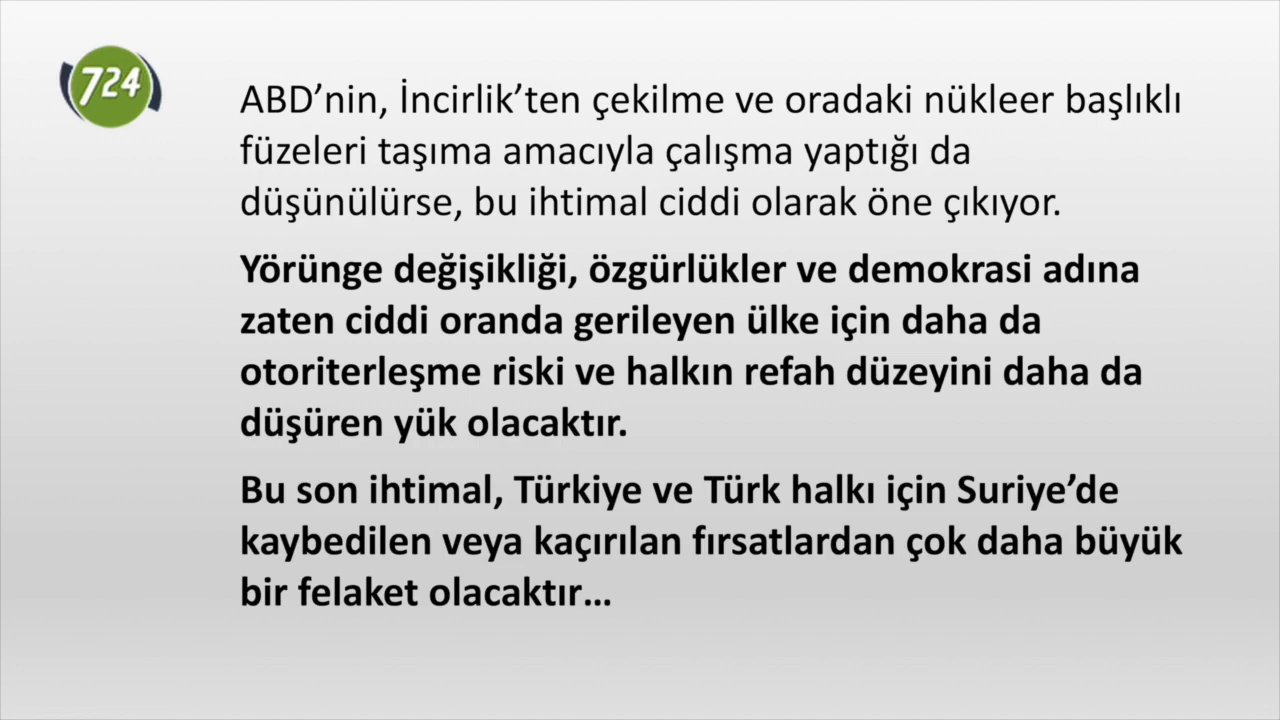 724
ABD’nin, İncirlik’ten çekilme ve oradaki nükleer başlıklı
füzeleri taşıma amacıyla çalışma yaptığı da
düşünülürse, bu ihtimal ciddi olarak öne çıkıyor.
Yörünge değişikliği, özgürlükler ve demokrasi adına
zaten ciddi oranda gerileyen ülke için daha da
otoriterleşme riski ve halkın refah düzeyini daha da
düşüren yük olacaktır.
Bu son ihtimal, Türkiye ve Türk halkı için Suriye’de
kaybedilen veya kaçırılan fırsatlardan çok daha büyük
bir felaket olacaktır…